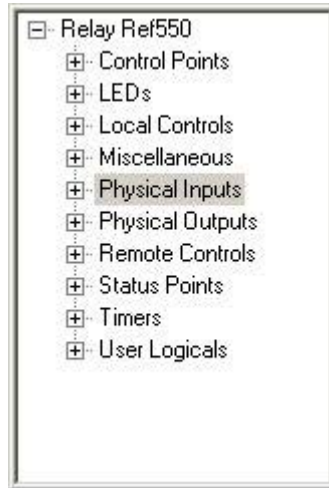 Relay Ref550
Control Points
LEDs
Local Controls
Miscellaneous
Physical Inputs
Physical Outputs
Remote Controls
Status Points
Timers
User Logicals